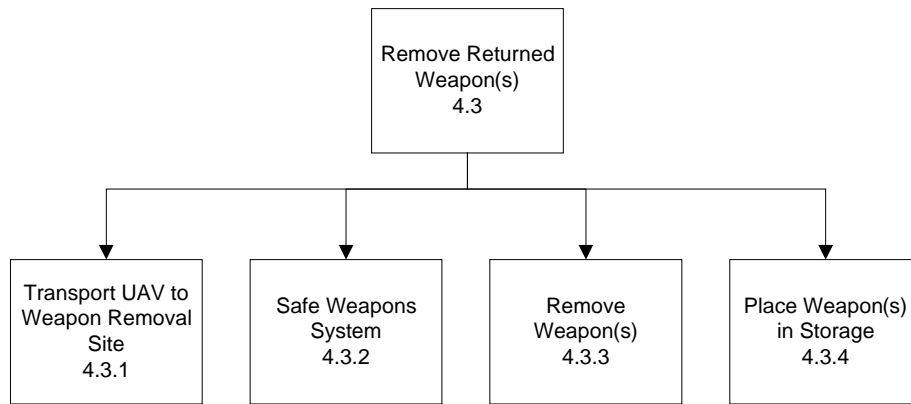 Remove Returned
Weapon(s)
4.3
Transport UAV to
Weapon Removal
Site
4.3.1
Safe Weapons
System
4.3.2
Remove
Weapon(s)
4.3.3
Place Weapon(s)
in Storage
4.3.4